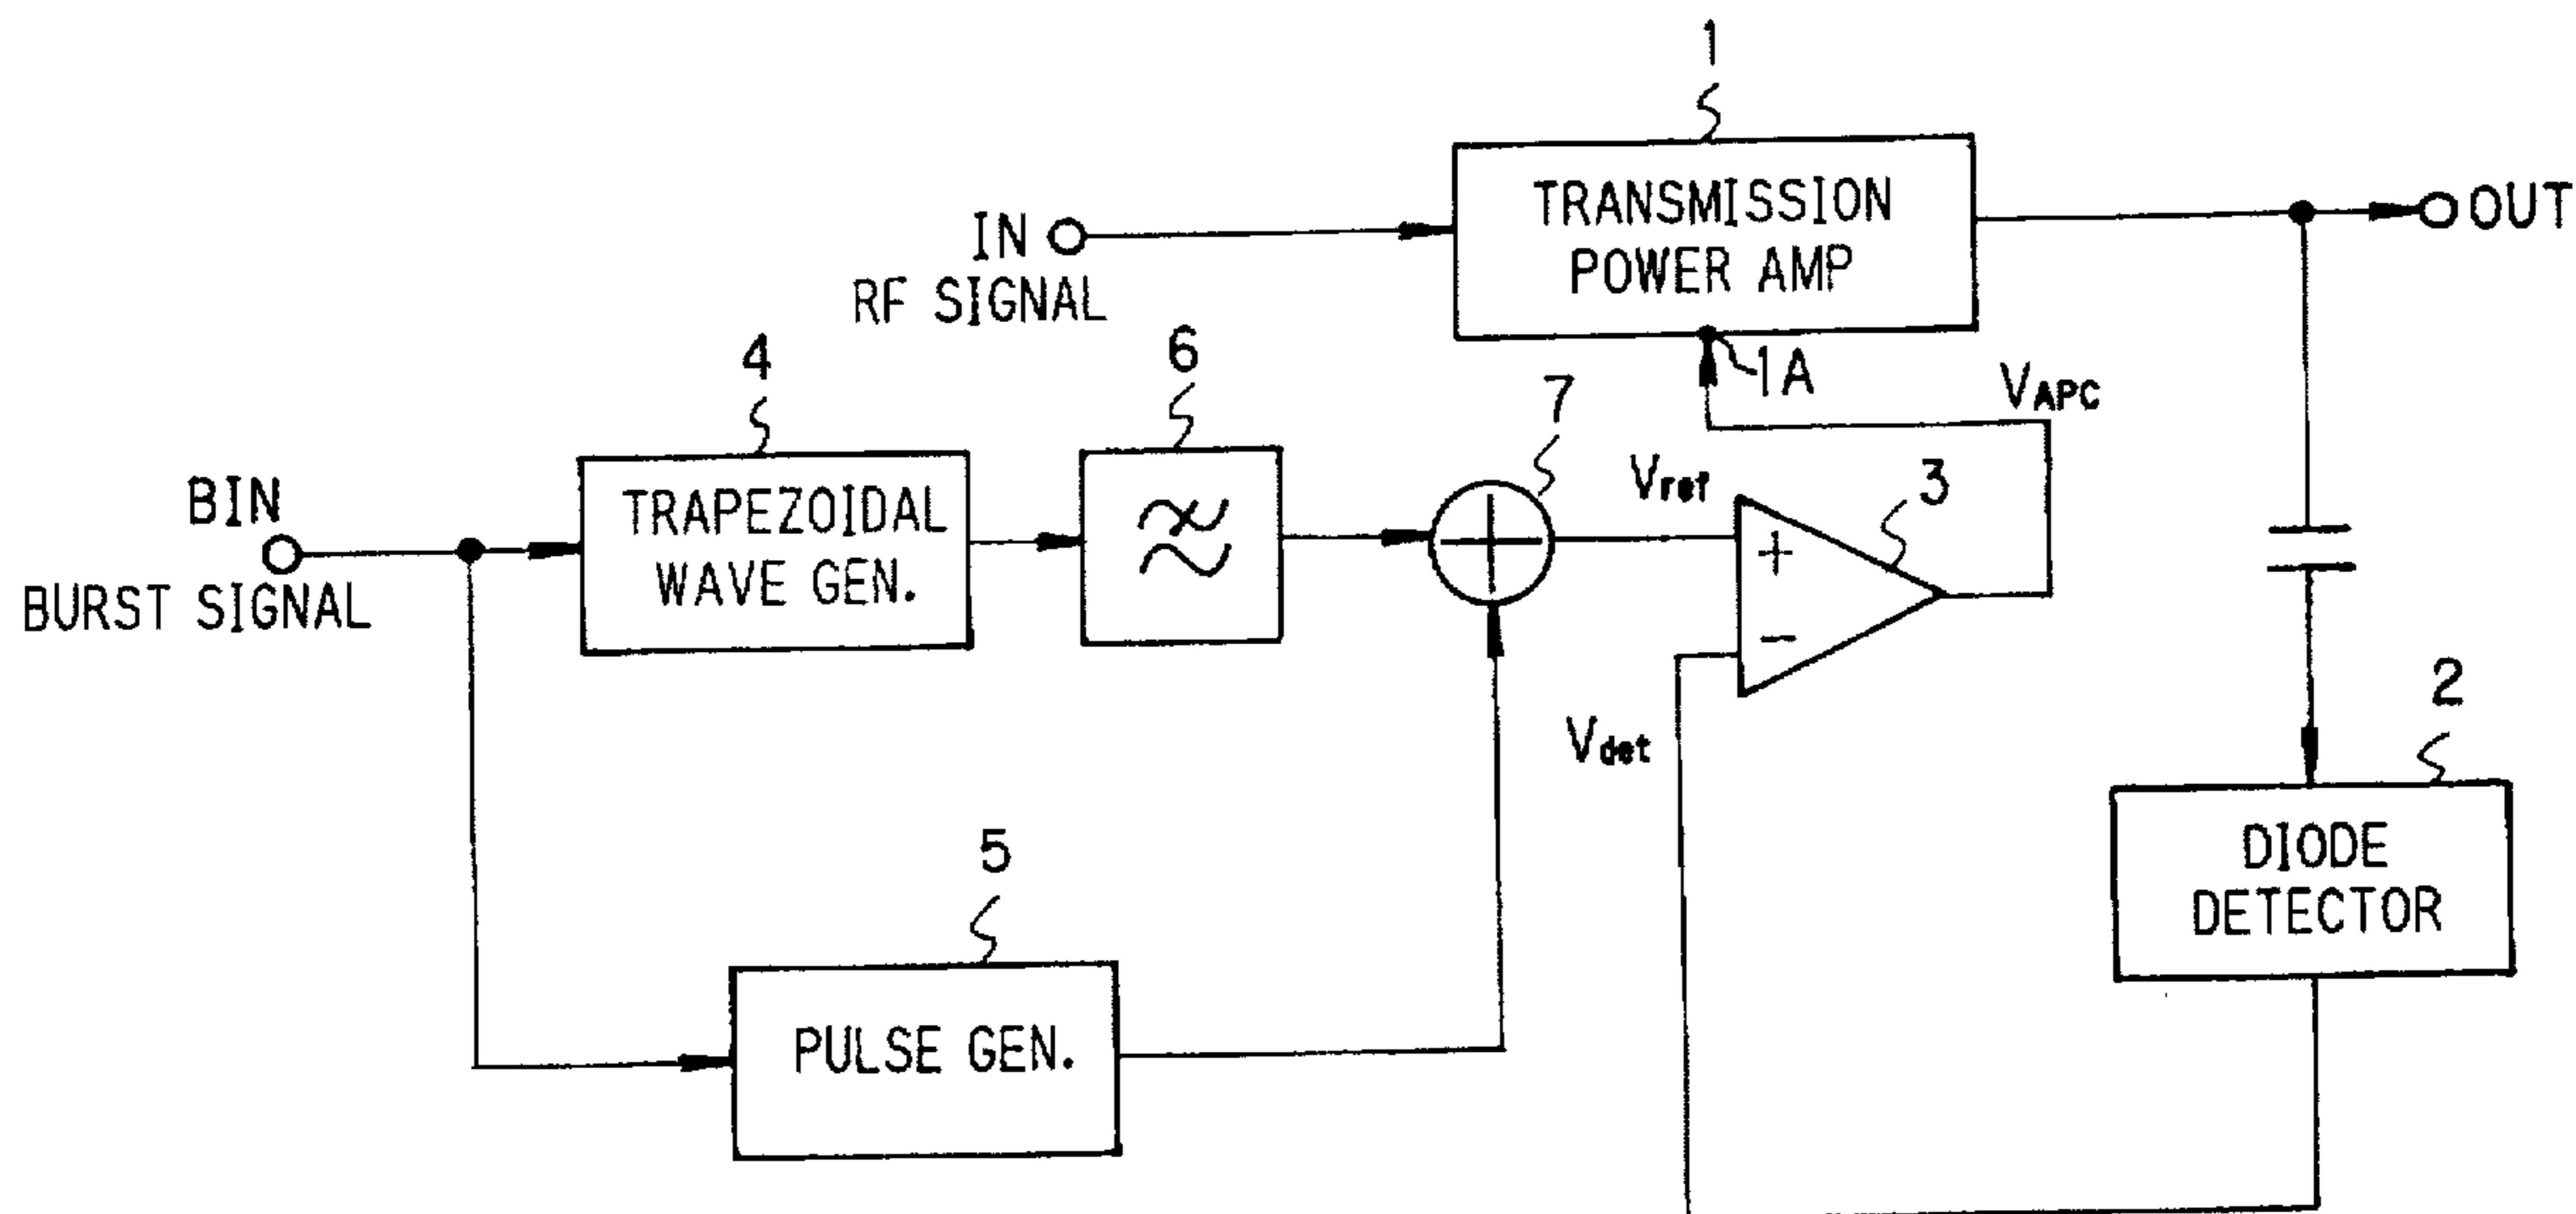 1
IN
RF SIGNAL
TRANSMISSION
POWER AMP
OUT
1A
VAPC
4
6
7
BIN
BURST SIGNAL
TRAPEZOIDAL
WAVE GEN.
Vref
+
−
3
Vdet
2
DIODE
DETECTOR
5
PULSE GEN.